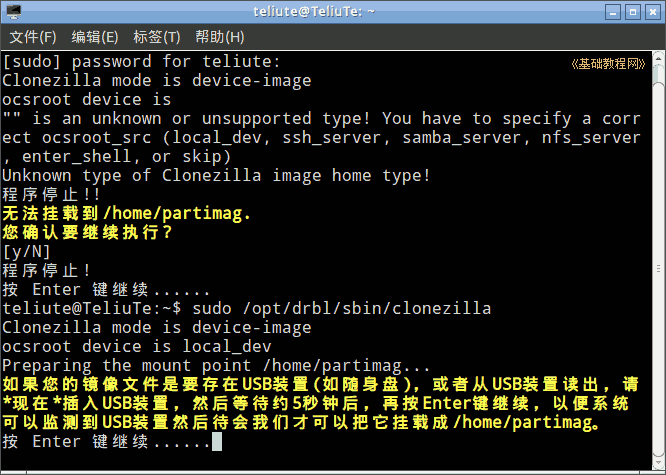 teliute@TeliuTe: ~
文件(F) 编辑(E) 标签(T) 帮助(H)
[sudo] password for teliute:
《基础教程网》
Clonezilla mode is device-image
ocsroot device is
"" is an unknown or unsupported type! You have to specify a corr
ect ocsroot_src (local_dev, ssh_server, samba_server, nfs_server
, enter_shell, or skip)
Unknown type of Clonezilla image home type!
程序停止!!
无法挂载到/home/partimag.
您确认要继续执行？
[y/N]
程序停止!
按 Enter 键继续......
teliute@TeliuTe:~$ sudo /opt/drbl/sbin/clonezilla
Clonezilla mode is device-image
ocsroot device is local_dev
Preparing the mount point /home/partimag...
如果您的镜像文件是要存在USB装置(如随身盘)，或者从USB装置读出，请
*现在*插入USB装置，然后等待约5秒钟后，再按Enter键继续，以便系统
可以监测到USB装置然后待会我们才可以把它挂载成/home/partimag。
按 Enter 键继续......